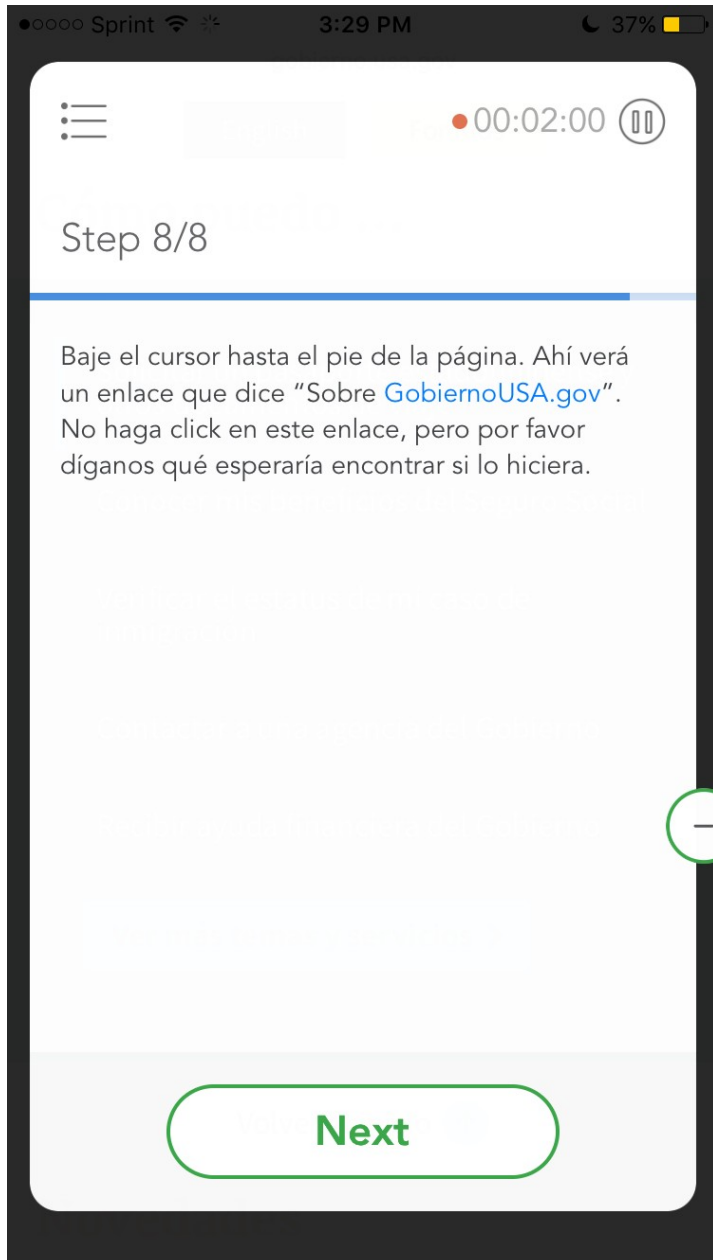 Sprint 3:29 PM 37%
00:02:00
Step 8/8
Baje el cursor hasta el pie de la página. Ahí verá
un enlace que dice “Sobre GobiernoUSA.gov”.
No haga click en este enlace, pero por favor
díganos qué esperaría encontrar si lo hiciera.
Next